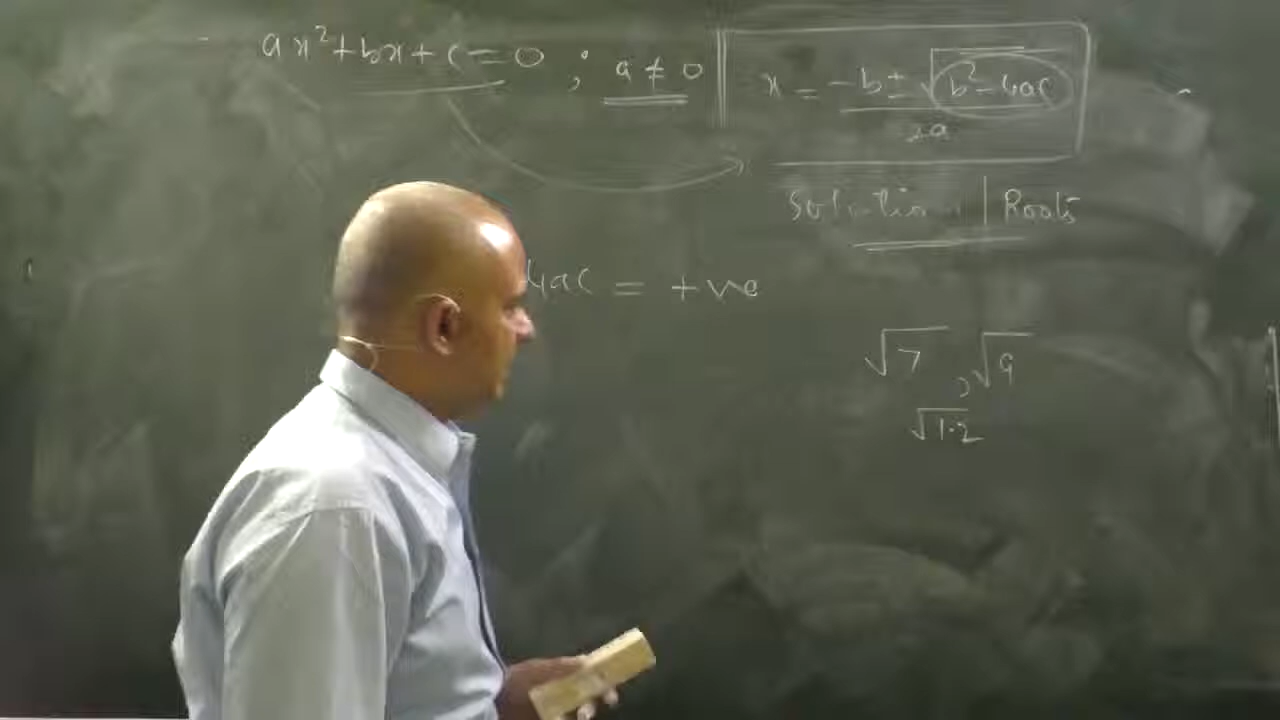 ax²+bx+c=0 ; a≠0
x = -b±√b²-4ac
2a
Solution | Roots
4ac = +ve
√7 , √9
√1.2